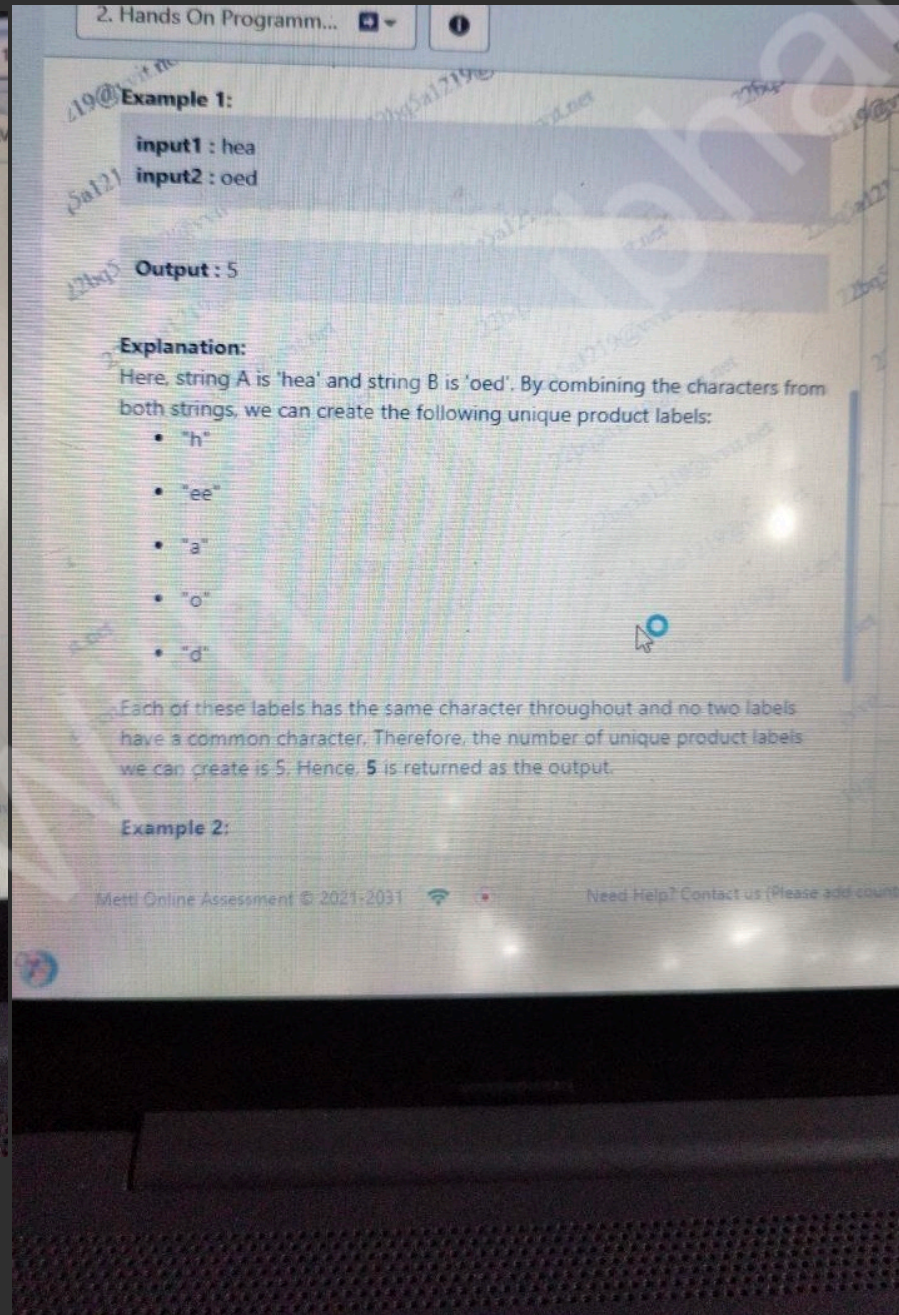 2. Hands On Programm...
Example 1:
input1 : hea
input2 : oed
Output : 5
Explanation:
Here, string A is 'hea' and string B is 'oed'. By combining the characters from
both strings, we can create the following unique product labels:
• "h"
• "ee"
• "a"
• "o"
• "d"
Each of these labels has the same character throughout and no two labels
have a common character. Therefore, the number of unique product labels
we can create is 5. Hence, 5 is returned as the output.
Example 2:
Mettl Online Assessment © 2021-2031
Need Help? Contact us (Please add count